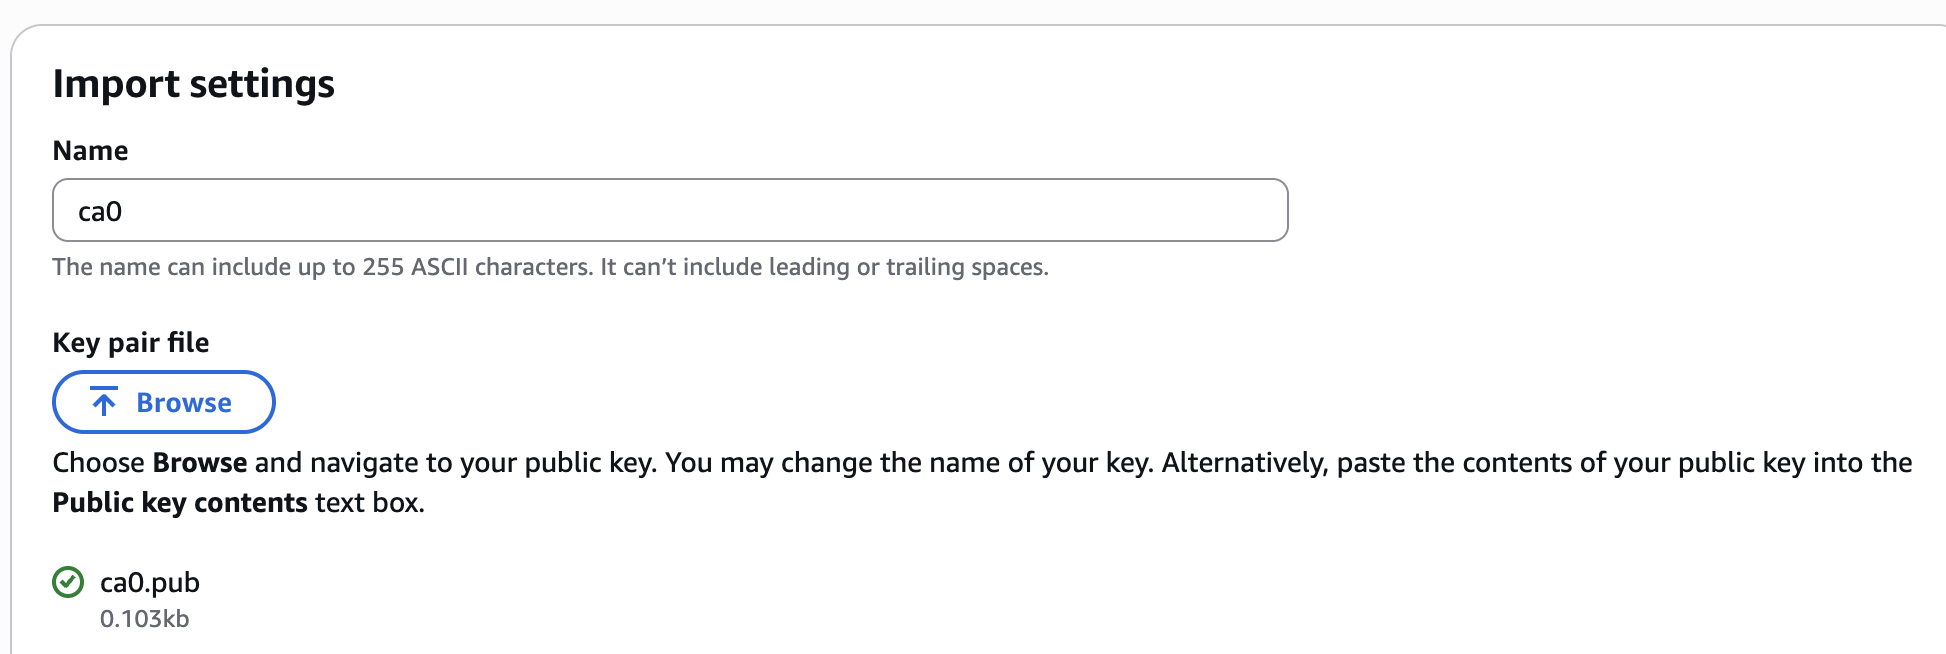 Import settings
Name
ca0
The name can include up to 255 ASCII characters. It can’t include leading or trailing spaces.
Key pair file
Browse
Choose Browse and navigate to your public key. You may change the name of your key. Alternatively, paste the contents of your public key into the
Public key contents text box.
ca0.pub
0.103kb